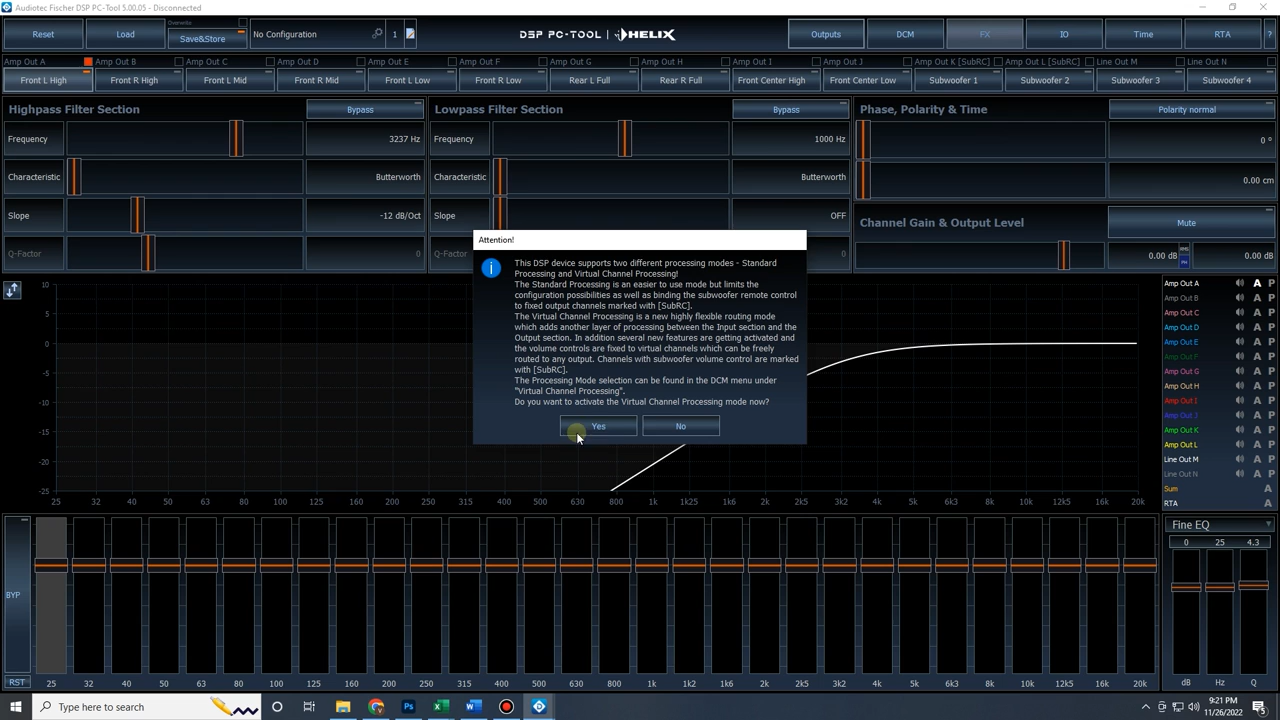 Audiotec Fischer DSP PC-Tool 5.00.05 - Disconnected
Reset Load Overwrite Save&Store No Configuration 1 DSP PC-TOOL | HELIX Outputs DCM FX IO Time RTA ?
Amp Out A Amp Out B Amp Out C Amp Out D Amp Out E Amp Out F Amp Out G Amp Out H Amp Out I Amp Out J Amp Out K [SubRC] Amp Out L [SubRC] Line Out M Line Out N
Front L High Front R High Front L Mid Front R Mid Front L Low Front R Low Rear L Full Rear R Full Front Center High Front Center Low Subwoofer 1 Subwoofer 2 Subwoofer 3 Subwoofer 4
Highpass Filter Section Bypass Lowpass Filter Section Bypass Phase, Polarity & Time Polarity normal
Frequency 3237 Hz Frequency 1000 Hz 0 °
Characteristic Butterworth Characteristic Butterworth 0.00 cm
Slope -12 dB/Oct Slope OFF Channel Gain & Output Level Mute
Q-Factor 0 Q-Factor 0 0.00 dB RMS PK 0.00 dB
Attention!
This DSP device supports two different processing modes - Standard
Processing and Virtual Channel Processing!
The Standard Processing is an easier to use mode but limits the
configuration possibilities as well as binding the subwoofer remote control
to fixed output channels marked with [SubRC].
The Virtual Channel Processing is a new highly flexible routing mode
which adds another layer of processing between the Input section and the
Output section. In addition several new features are getting activated and
the volume controls are fixed to virtual channels which can be freely
routed to any output. Channels with subwoofer volume control are marked
with [SubRC].
The Processing Mode selection can be found in the DCM menu under
"Virtual Channel Processing".
Do you want to activate the Virtual Channel Processing mode now?
Yes No
10
5
0
-5
-10
-15
-20
-25
25 32 40 50 63 80 100 125 160 200 250 315 400 500 630 800 1k 1k25 1k6 2k 2k5 3k2 4k 5k 6k3 8k 10k 12k5 16k 20k
Amp Out A A P
Amp Out B A P
Amp Out C A P
Amp Out D A P
Amp Out E A P
Amp Out F A P
Amp Out G A P
Amp Out H A P
Amp Out I A P
Amp Out J A P
Amp Out K A P
Amp Out L A P
Line Out M A P
Line Out N A P
Sum A
RTA A
Fine EQ
0 25 4.3
BYP
RST 25 32 40 50 63 80 100 125 160 200 250 315 400 500 630 800 1k 1k2 1k6 2k 2k5 3k2 4k 5k 6k3 8k 10k 12k5 16k 20k dB Hz Q
Type here to search 9:21 PM
11/26/2022 5